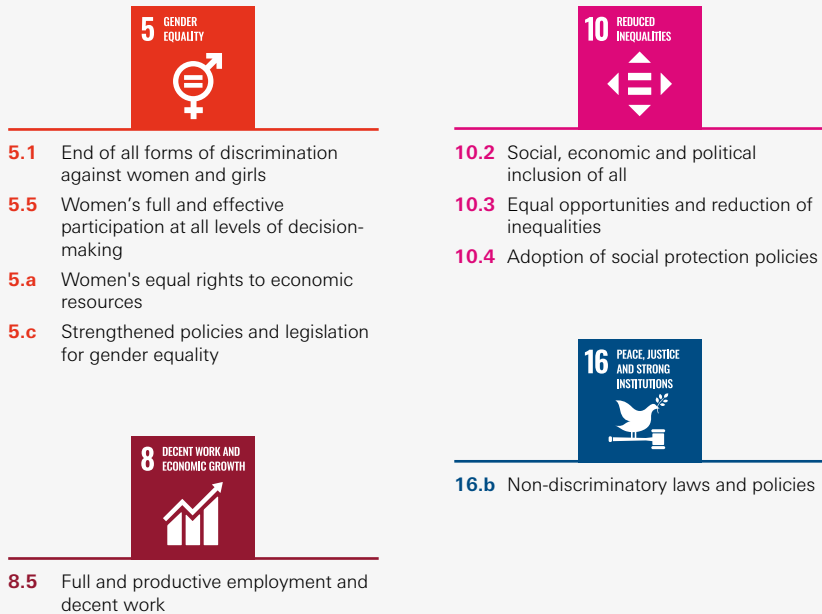 5 GENDER
EQUALITY
5.1 End of all forms of discrimination
against women and girls
5.5 Women’s full and effective
participation at all levels of decision-
making
5.a Women's equal rights to economic
resources
5.c Strengthened policies and legislation
for gender equality
8 DECENT WORK AND
ECONOMIC GROWTH
8.5 Full and productive employment and
decent work
10 REDUCED
INEQUALITIES
10.2 Social, economic and political
inclusion of all
10.3 Equal opportunities and reduction of
inequalities
10.4 Adoption of social protection policies
16 PEACE, JUSTICE
AND STRONG
INSTITUTIONS
16.b Non-discriminatory laws and policies